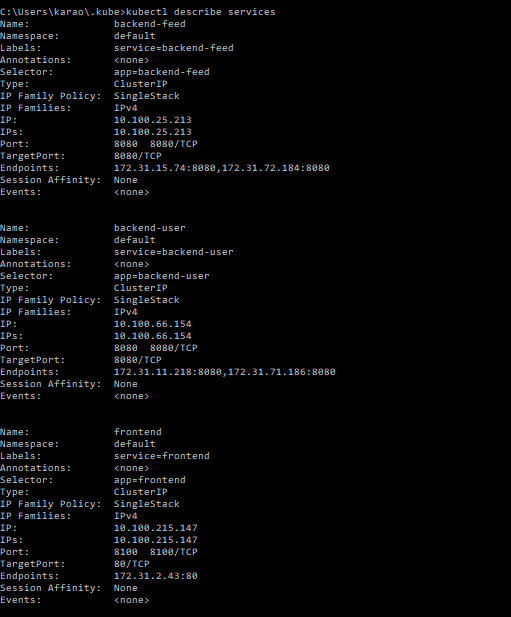 C:\Users\karao\.kube>kubectl describe services
Name:              backend-feed
Namespace:         default
Labels:            service=backend-feed
Annotations:       <none>
Selector:          app=backend-feed
Type:              ClusterIP
IP Family Policy:  SingleStack
IP Families:       IPv4
IP:                10.100.25.213
IPs:               10.100.25.213
Port:              8080  8080/TCP
TargetPort:        8080/TCP
Endpoints:         172.31.15.74:8080,172.31.72.184:8080
Session Affinity:  None
Events:            <none>
Name:              backend-user
Namespace:         default
Labels:            service=backend-user
Annotations:       <none>
Selector:          app=backend-user
Type:              ClusterIP
IP Family Policy:  SingleStack
IP Families:       IPv4
IP:                10.100.66.154
IPs:               10.100.66.154
Port:              8080  8080/TCP
TargetPort:        8080/TCP
Endpoints:         172.31.11.218:8080,172.31.71.186:8080
Session Affinity:  None
Events:            <none>
Name:              frontend
Namespace:         default
Labels:            service=frontend
Annotations:       <none>
Selector:          app=frontend
Type:              ClusterIP
IP Family Policy:  SingleStack
IP Families:       IPv4
IP:                10.100.215.147
IPs:               10.100.215.147
Port:              8100  8100/TCP
TargetPort:        80/TCP
Endpoints:         172.31.2.43:80
Session Affinity:  None
Events:            <none>